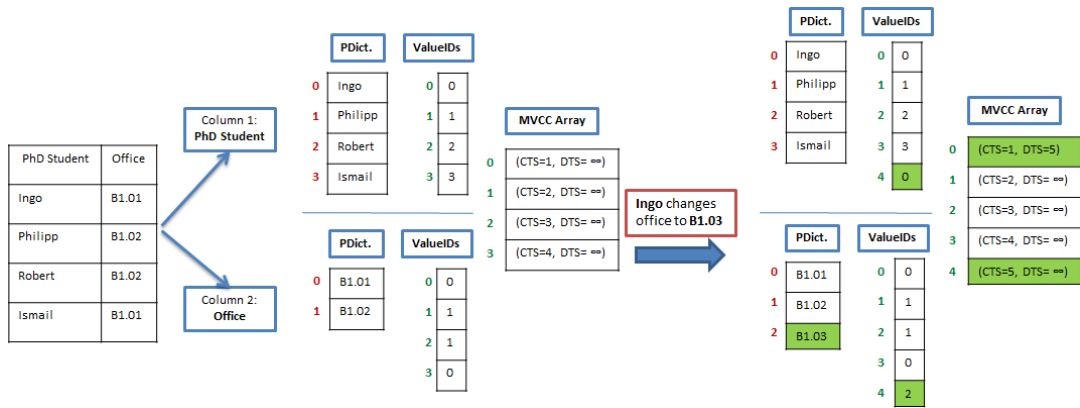 PhD Student Office
Ingo B1.01
Philipp B1.02
Robert B1.02
Ismail B1.01
Column 1:
PhD Student
Column 2:
Office
PDict. ValueIDs
0 Ingo 0 0
1 Philipp 1 1
2 Robert 2 2
3 Ismail 3 3
PDict. ValueIDs
0 B1.01 0 0
1 B1.02 1 1
2 1
3 0
MVCC Array
0 (CTS=1, DTS= ∞)
1 (CTS=2, DTS= ∞)
2 (CTS=3, DTS= ∞)
3 (CTS=4, DTS= ∞)
Ingo changes
office to B1.03
PDict. ValueIDs
0 Ingo 0 0
1 Philipp 1 1
2 Robert 2 2
3 Ismail 3 3
4 0
PDict. ValueIDs
0 B1.01 0 0
1 B1.02 1 1
2 B1.03 2 1
3 0
4 2
MVCC Array
0 (CTS=1, DTS=5)
1 (CTS=2, DTS= ∞)
2 (CTS=3, DTS= ∞)
3 (CTS=4, DTS= ∞)
4 (CTS=5, DTS= ∞)